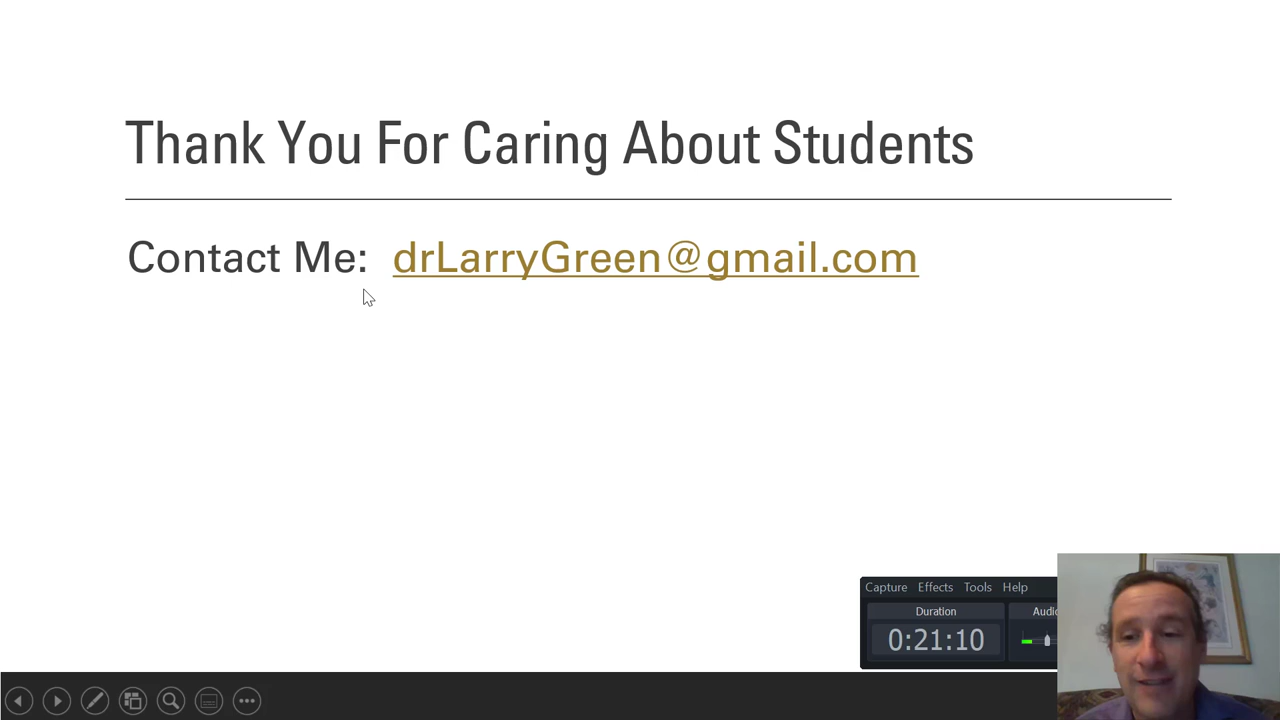 Thank You For Caring About Students
Contact Me: drLarryGreen@gmail.com
Capture Effects Tools Help
Duration Audio
0:21:10